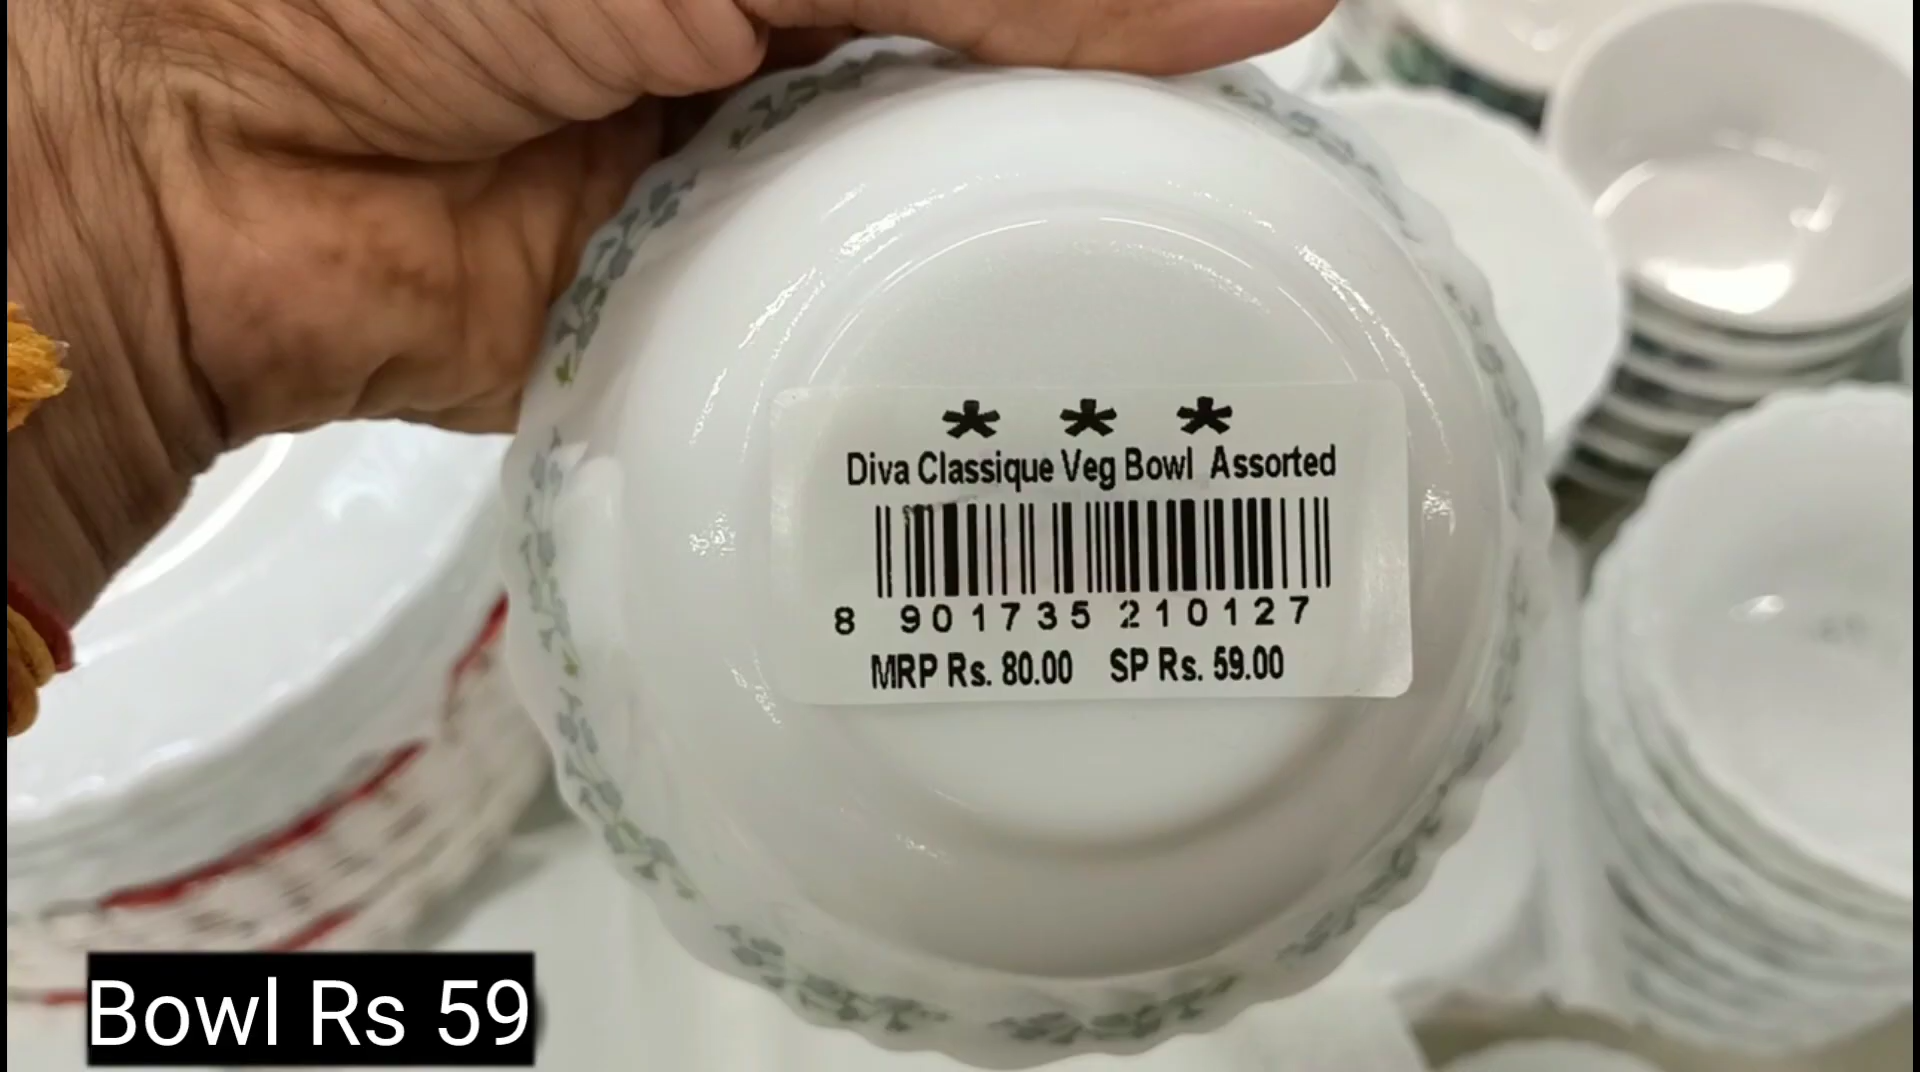 * * *
Diva Classique Veg Bowl Assorted
8 901735 210127
MRP Rs. 80.00 SP Rs. 59.00
Bowl Rs 59